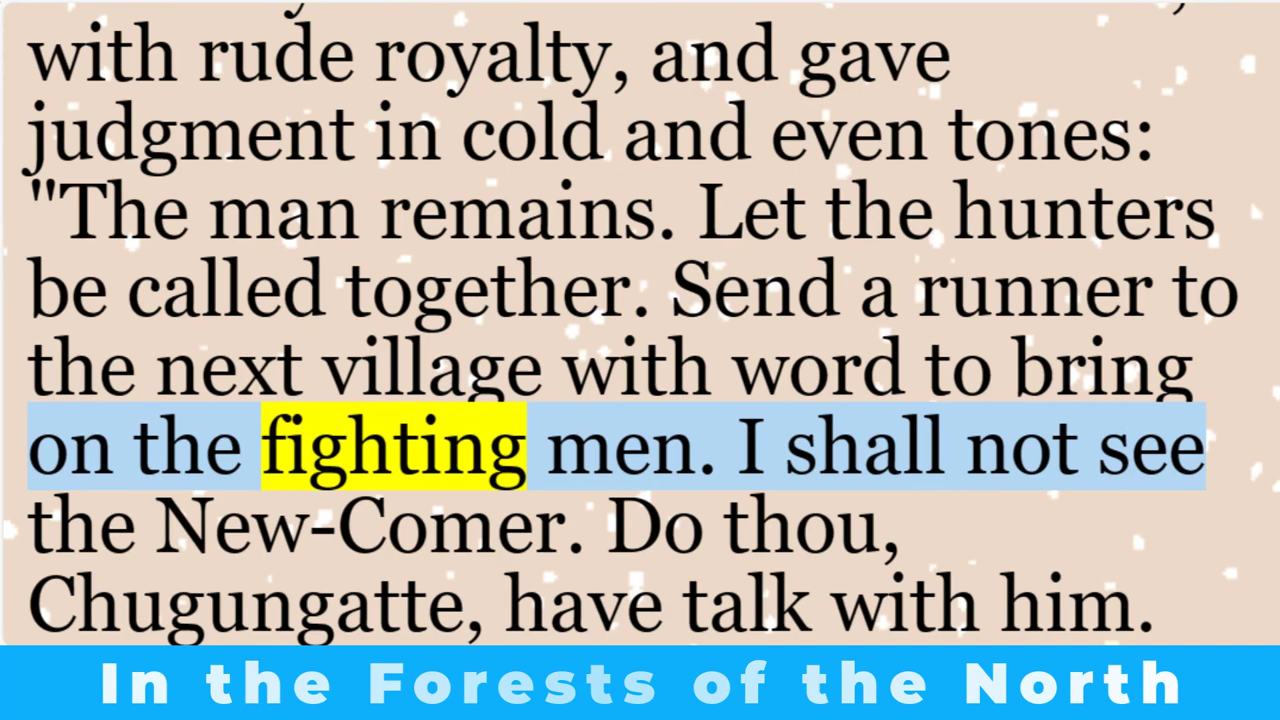 with rude royalty, and gave
judgment in cold and even tones:
"The man remains. Let the hunters
be called together. Send a runner to
the next village with word to bring
on the fighting men. I shall not see
the New-Comer. Do thou,
Chugungatte, have talk with him.
In the Forests of the North